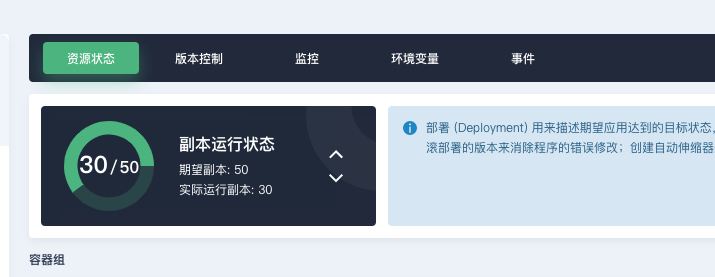 资源状态 版本控制 监控 环境变量 事件
30/50
副本运行状态
期望副本: 50
实际运行副本: 30
部署 (Deployment) 用来描述期望应用达到的目标状态,
滚部署的版本来消除程序的错误修改；创建自动伸缩器
容器组